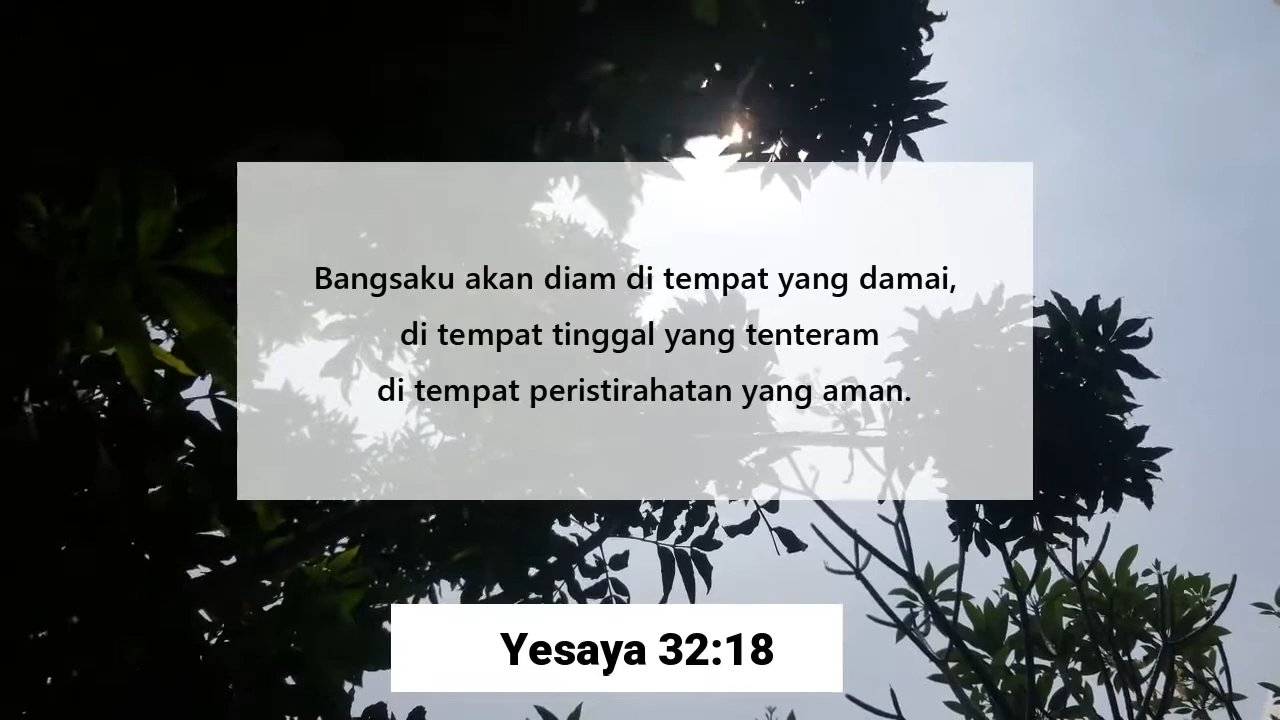 Bangsaku akan diam di tempat yang damai,
di tempat tinggal yang tenteram
di tempat peristirahatan yang aman.
Yesaya 32:18